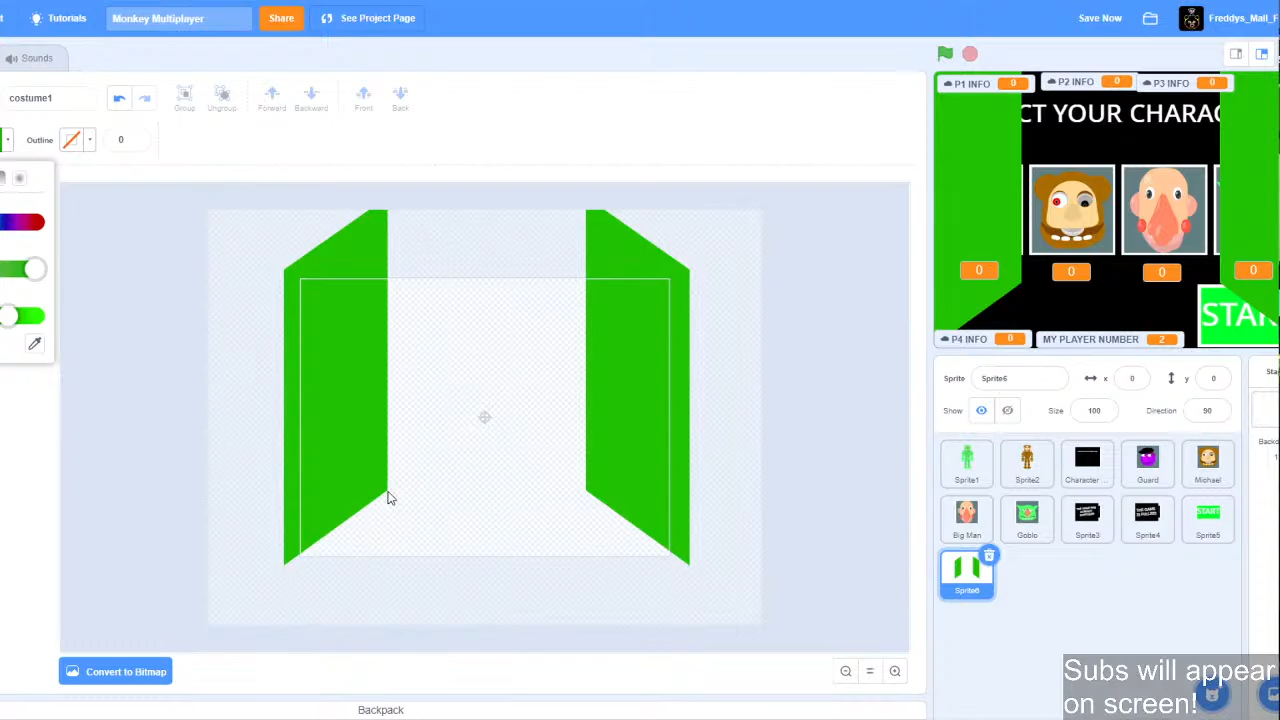 t Tutorials Monkey Multiplayer Share See Project Page Save Now Freddys_Mall_F
Sounds
costume1
Group Ungroup Forward Backward Front Back
Outline 0
P1 INFO 0 P2 INFO 0 P3 INFO 0
CT YOUR CHARAC
0 0 0 0
STAR
P4 INFO 0 MY PLAYER NUMBER 2
Sprite Sprite6 x 0 y 0
Show Size 100 Direction 90
Sta
Sprite1 Sprite2 Character ... Guard Michael
Backd
1
START
Big Man Goblo Sprite3 Sprite4 Sprite5
Sprite6
Convert to Bitmap
Backpack
Subs will appear
on screen!